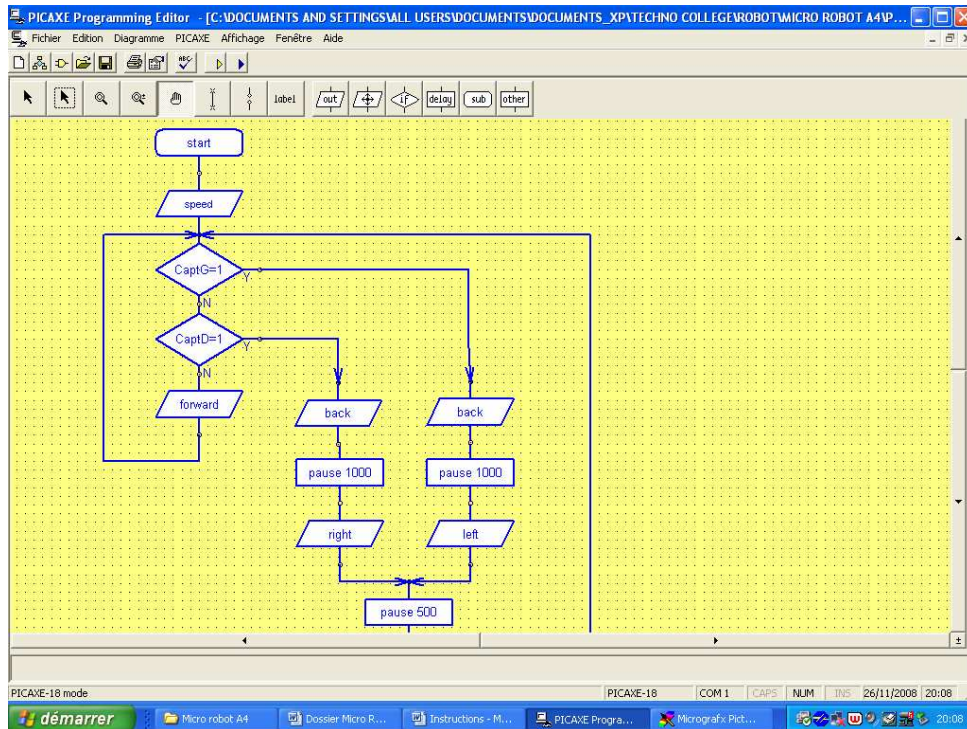 PICAXE Programming Editor - [C:\DOCUMENTS AND SETTINGS\ALL USERS\DOCUMENTS\DOCUMENTS_XP\TECHNO COLLEGE\ROBOT\MICRO ROBOT A4\P...
Fichier Edition Diagramme PICAXE Affichage Fenêtre Aide
ABC
label out if delay sub other
start
speed
CaptG=1
Y
N
CaptD=1
Y
N
forward
back back
pause 1000 pause 1000
right left
pause 500
PICAXE-18 mode PICAXE-18 COM 1 CAPS NUM INS 26/11/2008 20:08
démarrer Micro robot A4 Dossier Micro R... Instructions - M... PICAXE Progra... Micrografx Pict... 20:08